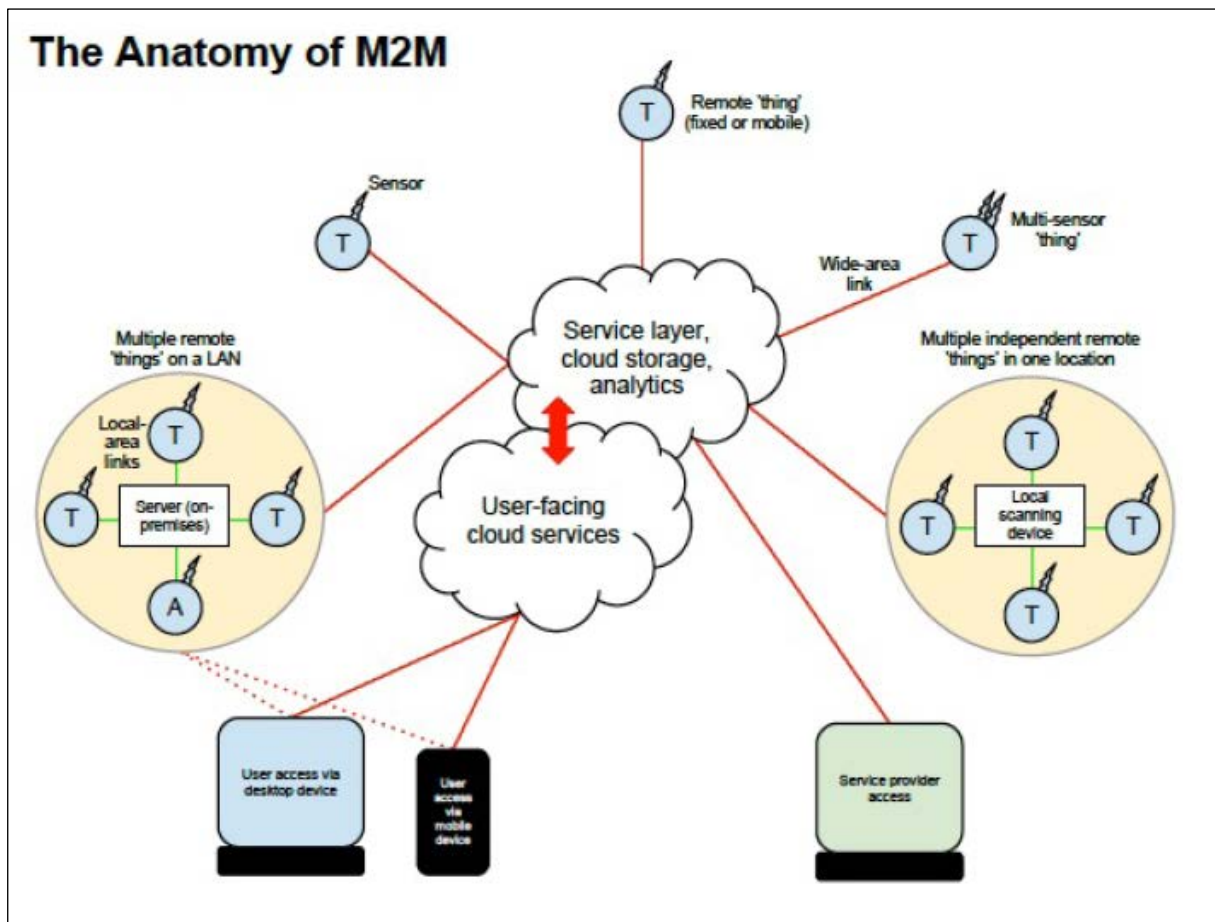 The Anatomy of M2M
T
Remote 'thing'
(fixed or mobile)
Sensor
T
T
Multi-sensor
'thing'
Wide-area
link
Service layer,
cloud storage,
analytics
Multiple remote
'things' on a LAN
Local-
area
links
T
T
Server (on-
premises)
T
A
Multiple independent remote
'things' in one location
T
T
Local
scanning
device
T
T
User-facing
cloud services
User access via
desktop device
User
access
via
mobile
device
Service provider
access